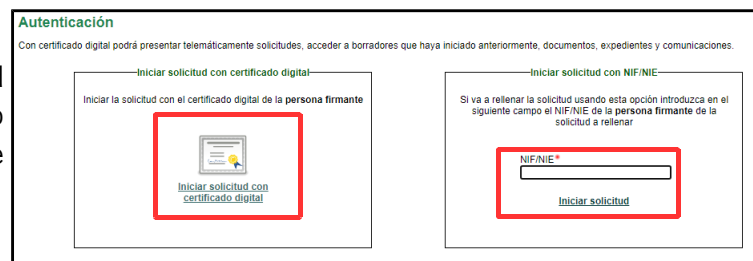 Autenticación
Con certificado digital podrá presentar telemáticamente solicitudes, acceder a borradores que haya iniciado anteriormente, documentos, expedientes y comunicaciones.
Iniciar solicitud con certificado digital
Iniciar la solicitud con el certificado digital de la persona firmante
Iniciar solicitud con
certificado digital
Iniciar solicitud con NIF/NIE
Si va a rellenar la solicitud usando esta opción introduzca en el
siguiente campo el NIF/NIE de la persona firmante de la
solicitud a rellenar
NIF/NIE*
Iniciar solicitud